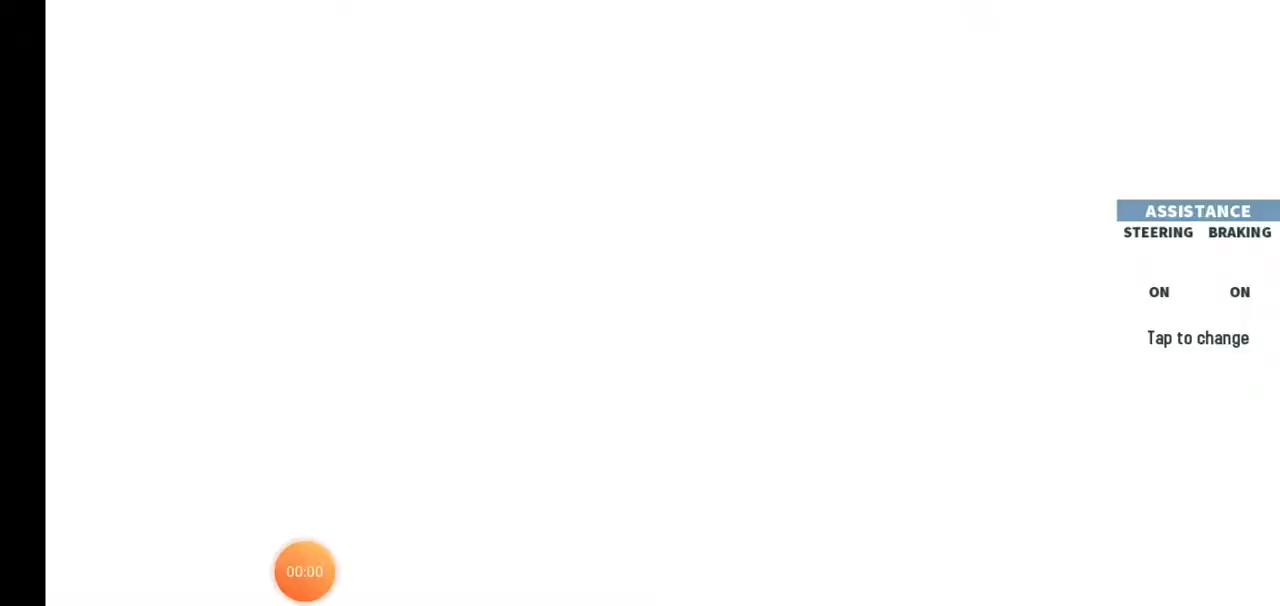 ASSISTANCE
STEERING BRAKING
ON ON
Tap to change
00:00